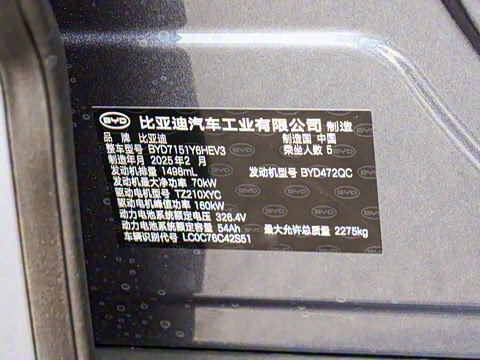 BYD 比亚迪汽车工业有限公司 制造
品 牌 比亚迪 制造国 中国
整车型号 BYD7151Y6HEV3 乘坐人数 5
制造年月 2025年2 月
发动机排量 1498mL 发动机型号 BYD472QC
发动机最大净功率 70kW
驱动电机型号 TZ210XYC
驱动电机峰值功率 160kW
动力电池系统额定电压 326.4V
动力电池系统额定容量 54Ah 最大允许总质量 2275kg
车辆识别代号 LC0C76C42S51